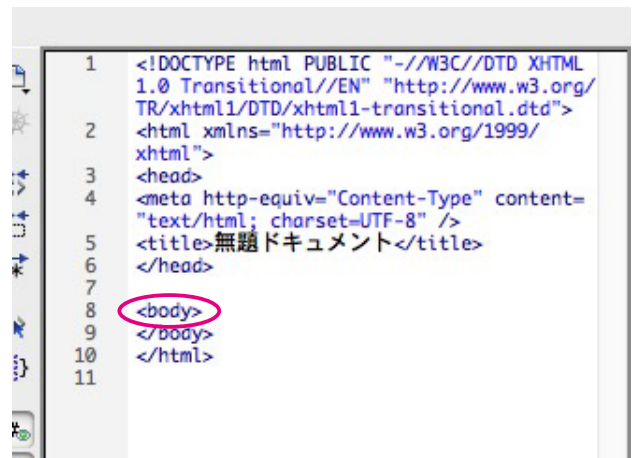 1 <!DOCTYPE html PUBLIC "-//W3C//DTD XHTML
1.0 Transitional//EN" "http://www.w3.org/
TR/xhtml1/DTD/xhtml1-transitional.dtd">
2 <html xmlns="http://www.w3.org/1999/
xhtml">
3 <head>
4 <meta http-equiv="Content-Type" content=
"text/html; charset=UTF-8" />
5 <title>無題ドキュメント</title>
6 </head>
7
8 <body>
9 </body>
10 </html>
11